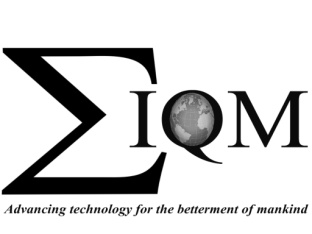 ΣIQM
Advancing technology for the betterment of mankind